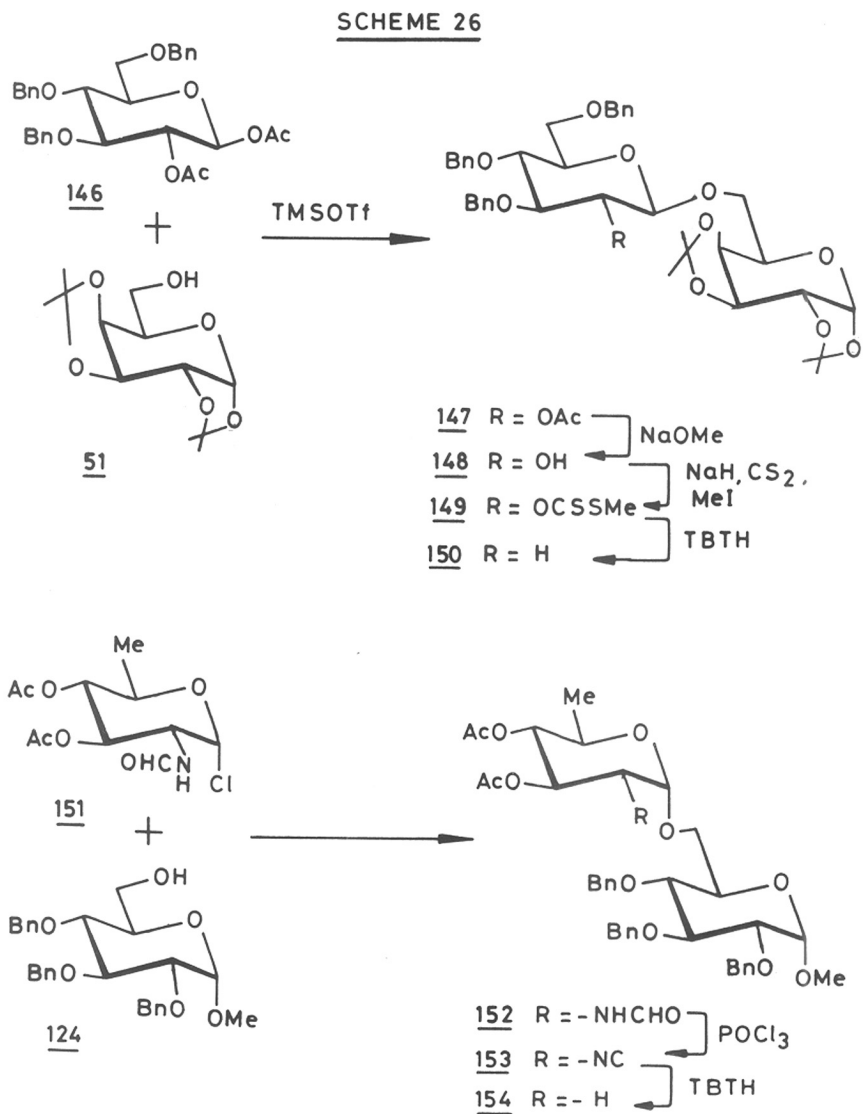 SCHEME 26
OBn
BnO
O
BnO
OAc
OAc
146
+
TMSOTf
OH
O
O
O
O
O
51
OBn
BnO
O
BnO
O
R
O
O
O
O
O
147 R = OAc
NaOMe
148 R = OH
NaH, CS2,
MeI
149 R = OCSSMe
TBTH
150 R = H
Me
AcO
O
AcO
OHCN
H
Cl
151
+
OH
BnO
O
BnO
BnO
OMe
124
Me
AcO
O
AcO
R
O
BnO
O
BnO
BnO
OMe
152 R = -NHCHO
POCl3
153 R = -NC
TBTH
154 R = - H